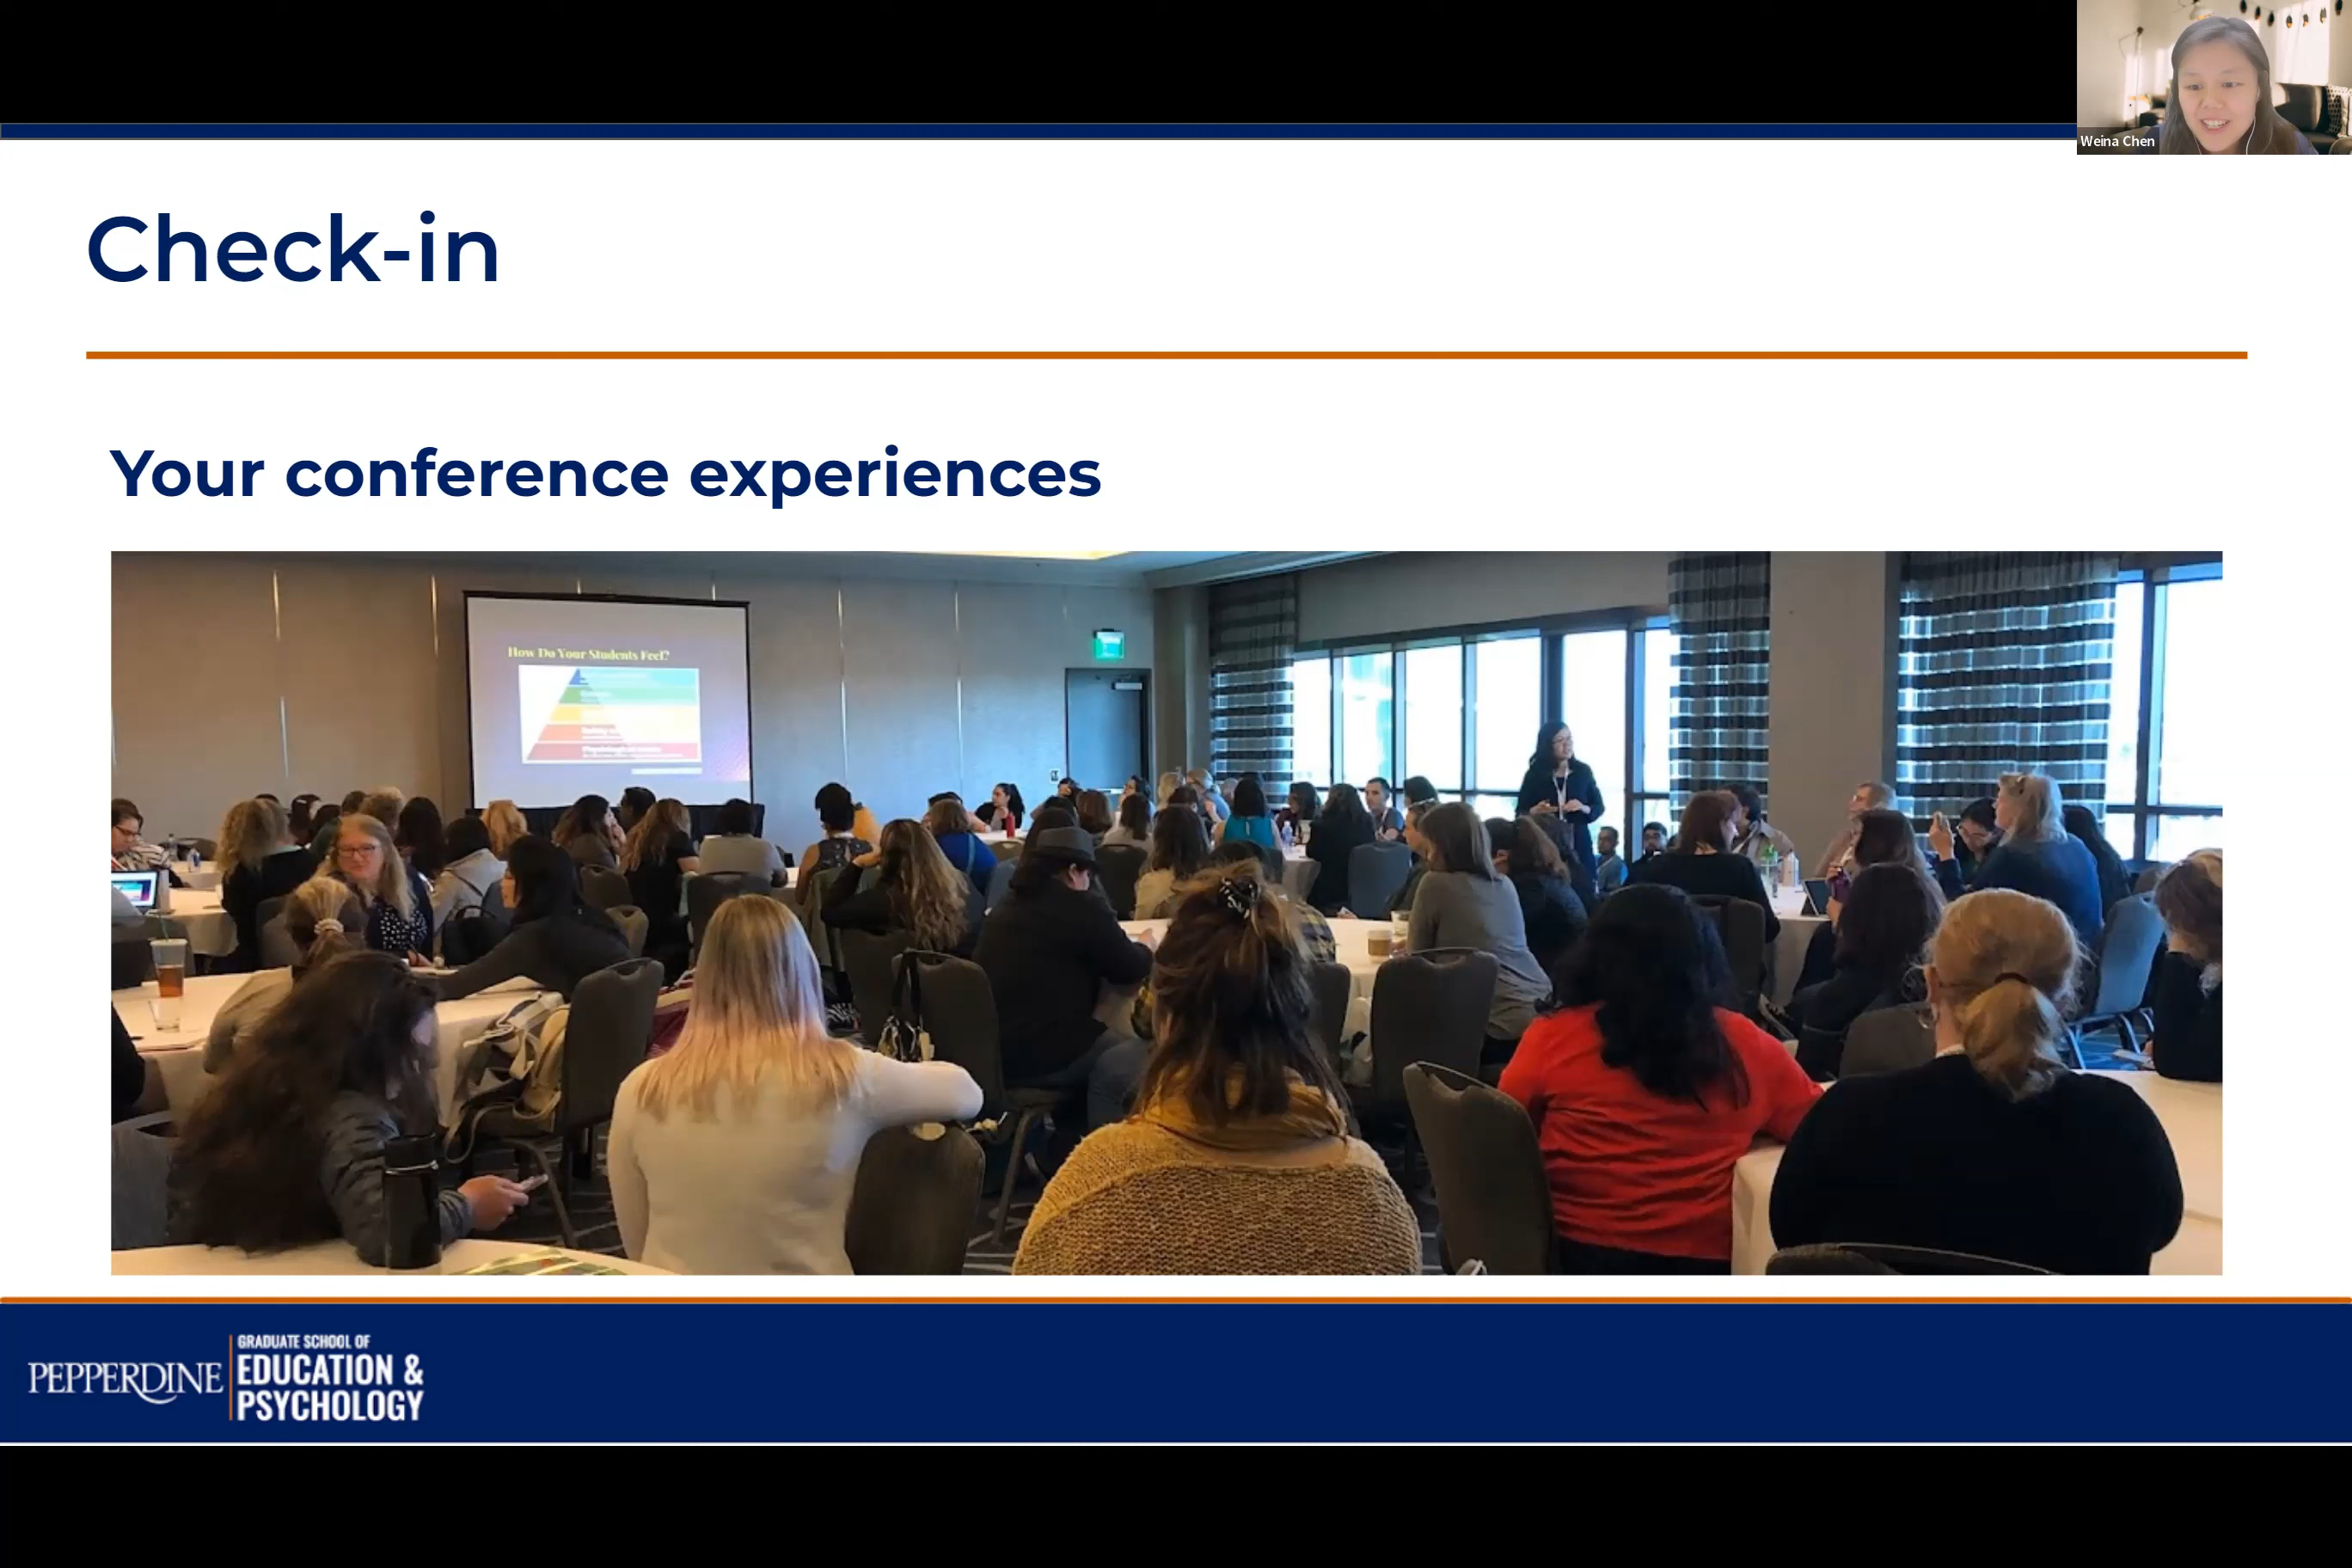 Weina Chen
Check-in
Your conference experiences
How Do Your Students Feel?
PEPPERDINE
GRADUATE SCHOOL OF
EDUCATION &
PSYCHOLOGY